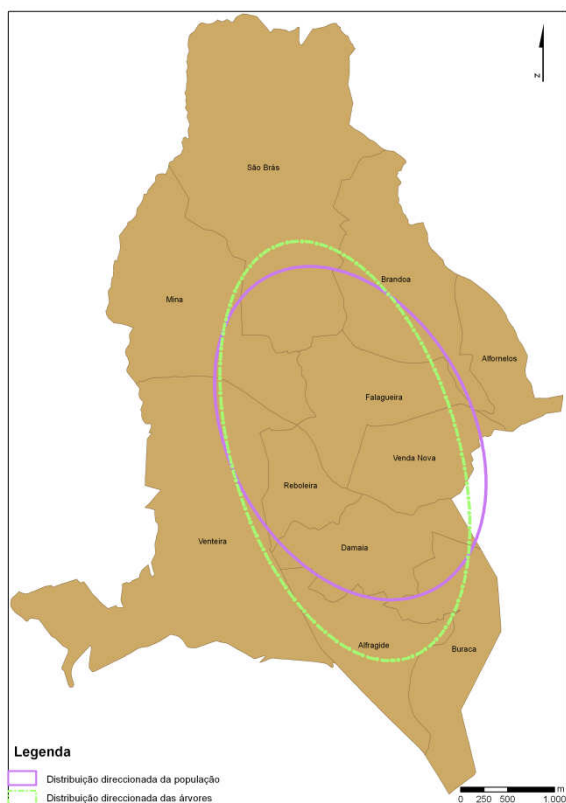 N
São Brás
Mina
Brandoa
Alfornelos
Falagueira
Venda Nova
Reboleira
Damaia
Venteira
Alfragide
Buraca
Legenda
Distribuição direccionada da população
Distribuição direccionada das árvores
m
0 250 500 1.000